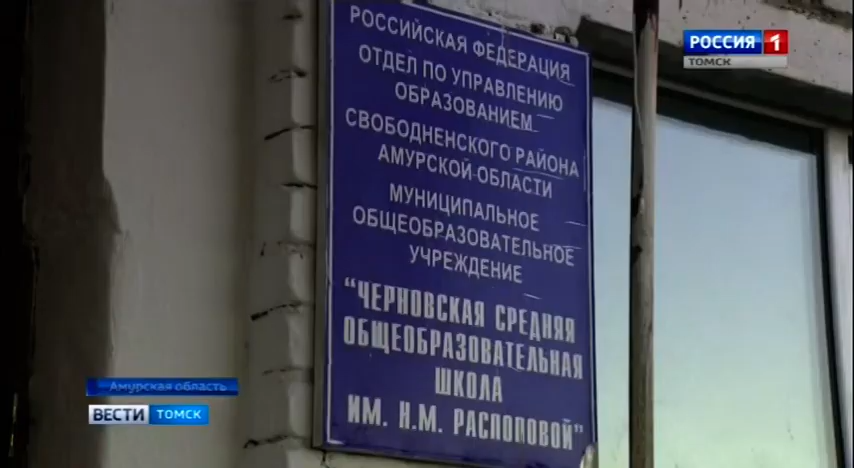 РОССИЙСКАЯ ФЕДЕРАЦИЯ
ОТДЕЛ ПО УПРАВЛЕНИЮ
ОБРАЗОВАНИЕМ
СВОБОДНЕНСКОГО РАЙОНА
АМУРСКОЙ ОБЛАСТИ
МУНИЦИПАЛЬНОЕ
ОБЩЕОБРАЗОВАТЕЛЬНОЕ
УЧРЕЖДЕНИЕ
"ЧЕРНОВСКАЯ СРЕДНЯЯ
ОБЩЕОБРАЗОВАТЕЛЬНАЯ
ШКОЛА
ИМ. Н.М. РАСПОПОВОЙ"
РОССИЯ 1
ТОМСК
Амурская область
ВЕСТИ ТОМСК